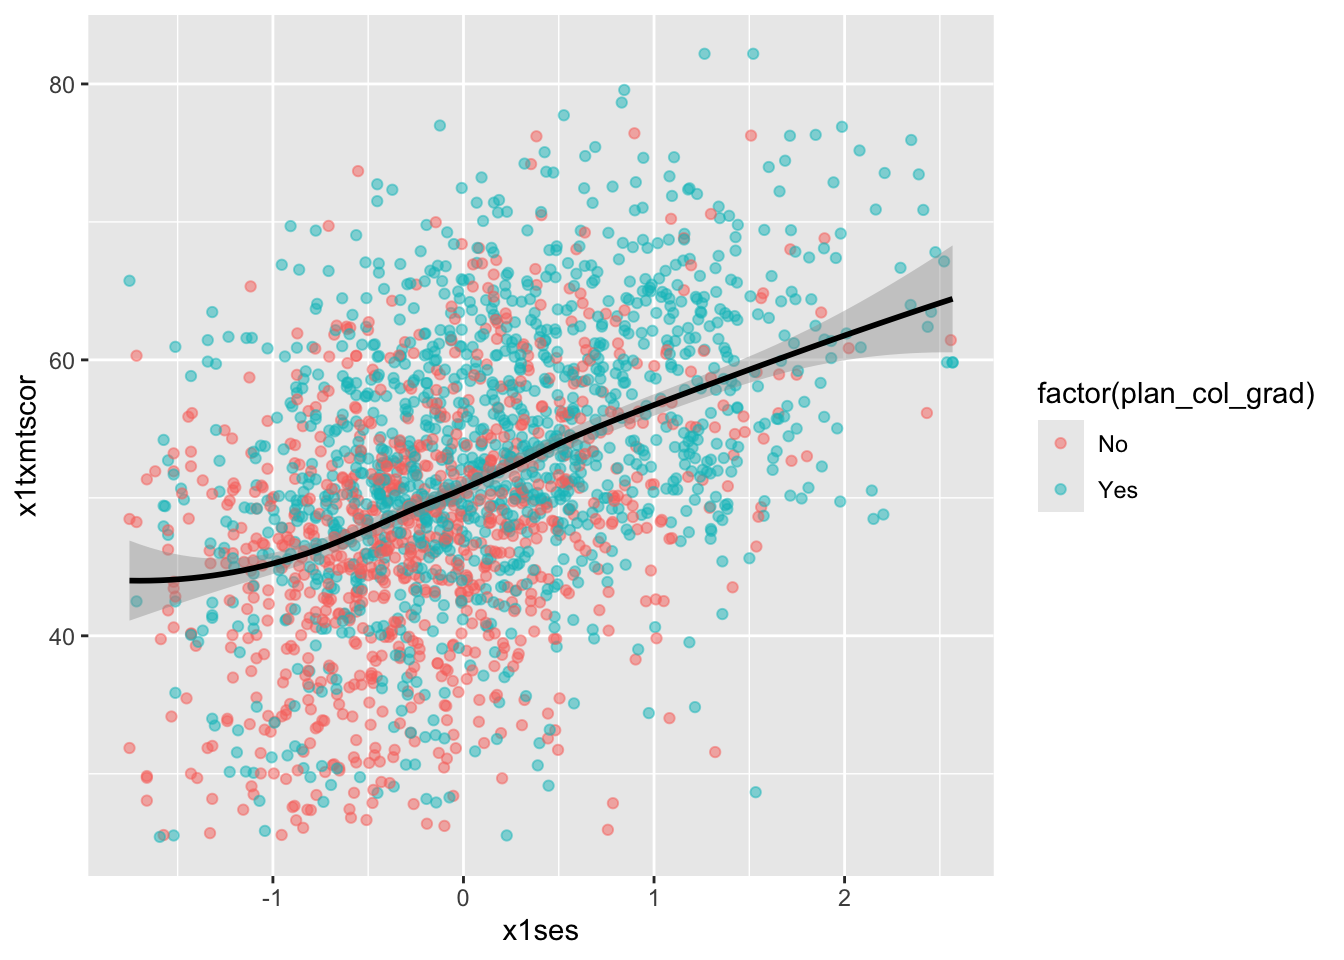 80
60
40
x1txmtscor
-1
0
1
2
x1ses
factor(plan_col_grad)
No
Yes